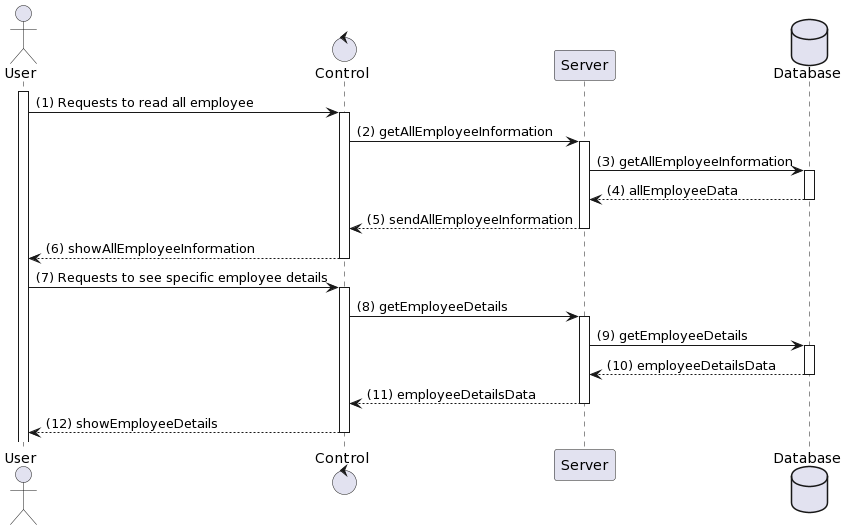 User
Control
Server
Database
(1) Requests to read all employee
(2) getAllEmployeeInformation
(3) getAllEmployeeInformation
(4) allEmployeeData
(5) sendAllEmployeeInformation
(6) showAllEmployeeInformation
(7) Requests to see specific employee details
(8) getEmployeeDetails
(9) getEmployeeDetails
(10) employeeDetailsData
(11) employeeDetailsData
(12) showEmployeeDetails
User
Control
Server
Database